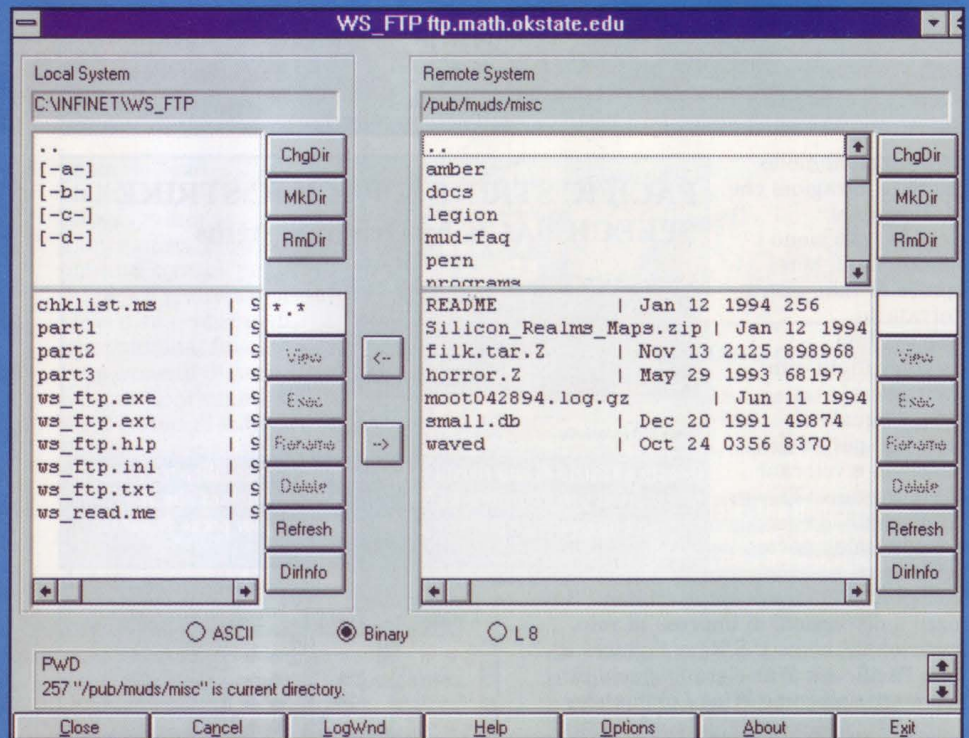 WS_FTP ftp.math.okstate.edu
Local System
C:\INFINET\WS_FTP
..
[-a-]
[-b-]
[-c-]
[-d-]
ChgDir
MkDir
RmDir
chklist.ms | S
part1 | S
part2 | S
part3 | S
ws_ftp.exe | S
ws_ftp.ext | S
ws_ftp.hlp | S
ws_ftp.ini | S
ws_ftp.txt | S
ws_read.me | S
*.*
View
Exec
Rename
Delete
Refresh
DirInfo
<--
-->
Remote System
/pub/muds/misc
..
amber
docs
legion
mud-faq
pern
programs
ChgDir
MkDir
RmDir
README | Jan 12 1994 256
Silicon_Realms_Maps.zip | Jan 12 1994
filk.tar.Z | Nov 13 2125 898968
horror.Z | May 29 1993 68197
moot042894.log.gz | Jun 11 1994
small.db | Dec 20 1991 49874
waved | Oct 24 0356 8370
View
Exec
Rename
Delete
Refresh
DirInfo
ASCII
Binary
L 8
PWD
257 "/pub/muds/misc" is current directory.
Close
Cancel
LogWnd
Help
Options
About
Exit